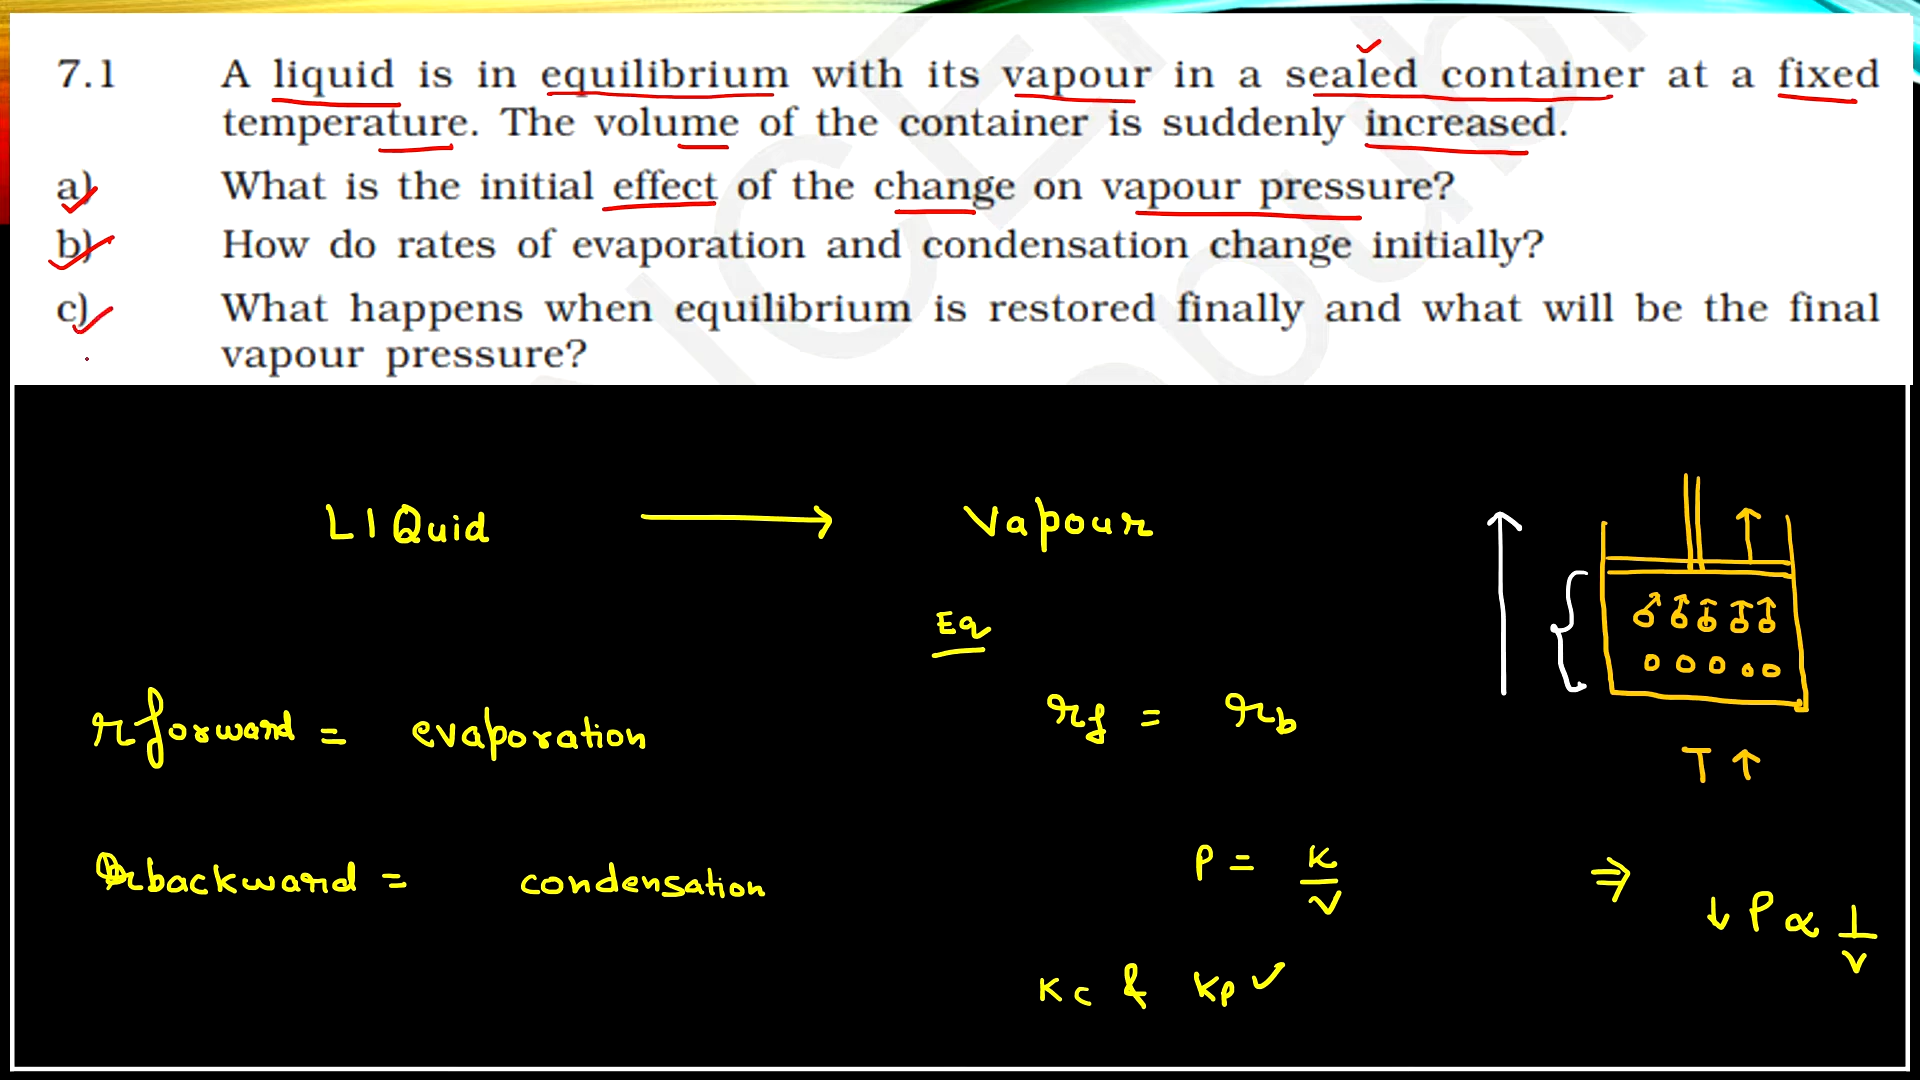 7.1 A liquid is in equilibrium with its vapour in a sealed container at a fixed
temperature. The volume of the container is suddenly increased.
a) What is the initial effect of the change on vapour pressure?
b) How do rates of evaporation and condensation change initially?
c) What happens when equilibrium is restored finally and what will be the final
vapour pressure?
LIQuid → Vapour
Eq
rforward = evaporation
rf = rb
T ↑
rbackward = condensation
P = K/V ⇒ ↓ P ∝ 1/V
Kc & Kp ✓